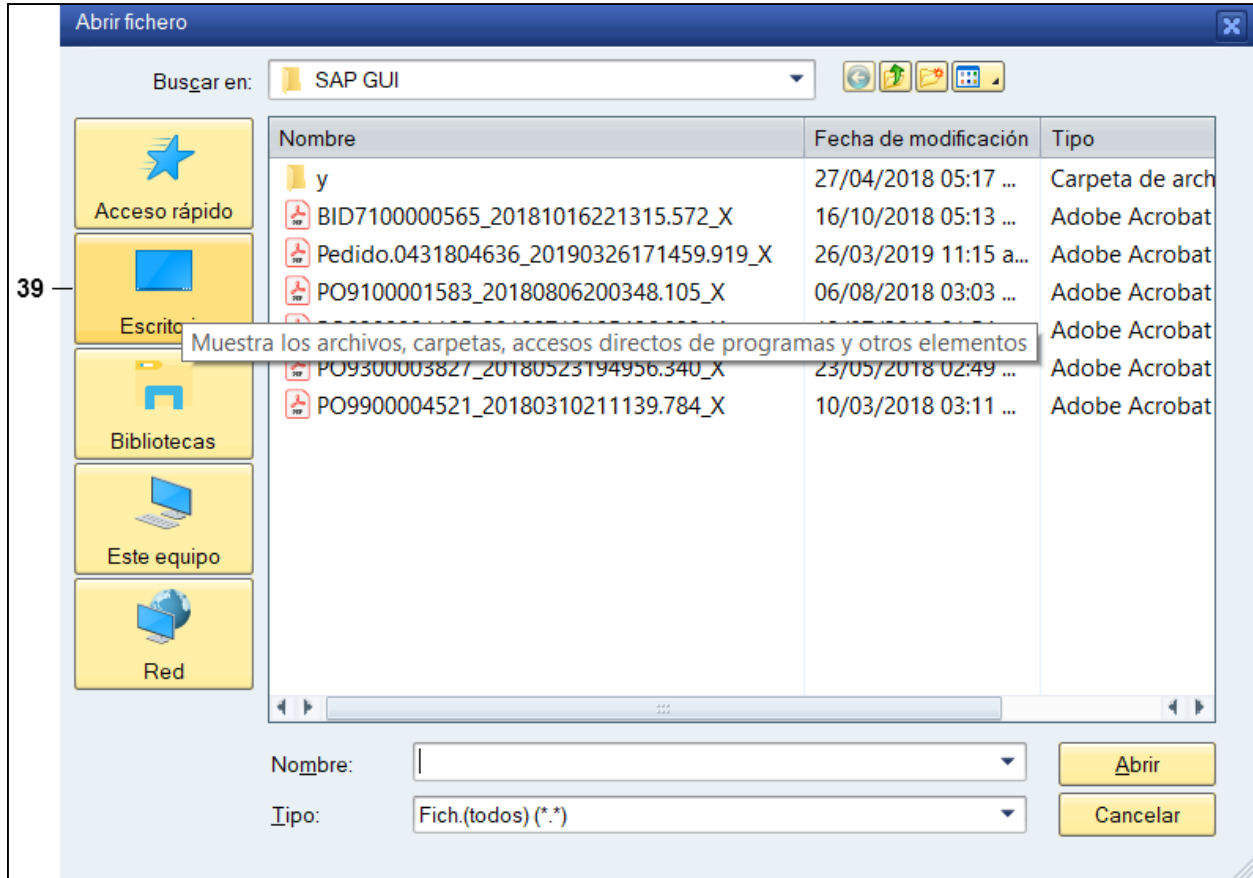 Abrir fichero
Buscar en: SAP GUI
Nombre Fecha de modificación Tipo
y 27/04/2018 05:17 ... Carpeta de arch
BID7100000565_20181016221315.572_X 16/10/2018 05:13 ... Adobe Acrobat
Pedido.0431804636_20190326171459.919_X 26/03/2019 11:15 a... Adobe Acrobat
PO9100001583_20180806200348.105_X 06/08/2018 03:03 ... Adobe Acrobat
Adobe Acrobat
Muestra los archivos, carpetas, accesos directos de programas y otros elementos
PO9300003827_20180523194956.340_X 23/05/2018 02:49 ... Adobe Acrobat
PO9900004521_20180310211139.784_X 10/03/2018 03:11 ... Adobe Acrobat
Acceso rápido
39
Bibliotecas
Este equipo
Red
Nombre:
Abrir
Tipo: Fich.(todos) (*.*)
Cancelar